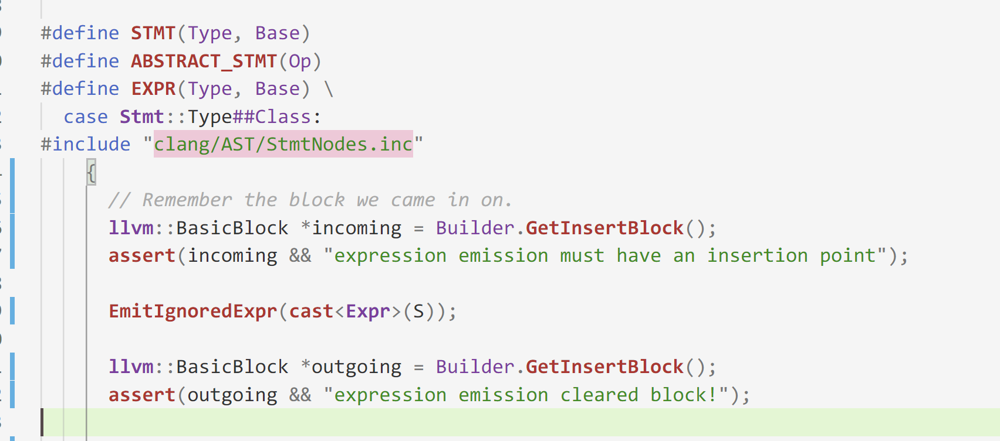 #define STMT(Type, Base)
#define ABSTRACT_STMT(Op)
#define EXPR(Type, Base) \
case Stmt::Type##Class:
#include "clang/AST/StmtNodes.inc"
{
// Remember the block we came in on.
llvm::BasicBlock *incoming = Builder.GetInsertBlock();
assert(incoming && "expression emission must have an insertion point");
EmitIgnoredExpr(cast<Expr>(S));
llvm::BasicBlock *outgoing = Builder.GetInsertBlock();
assert(outgoing && "expression emission cleared block!");